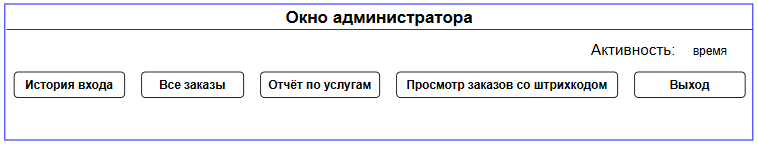 Окно администратора
Активность: время
История входа Все заказы Отчёт по услугам Просмотр заказов со штрихкодом Выход